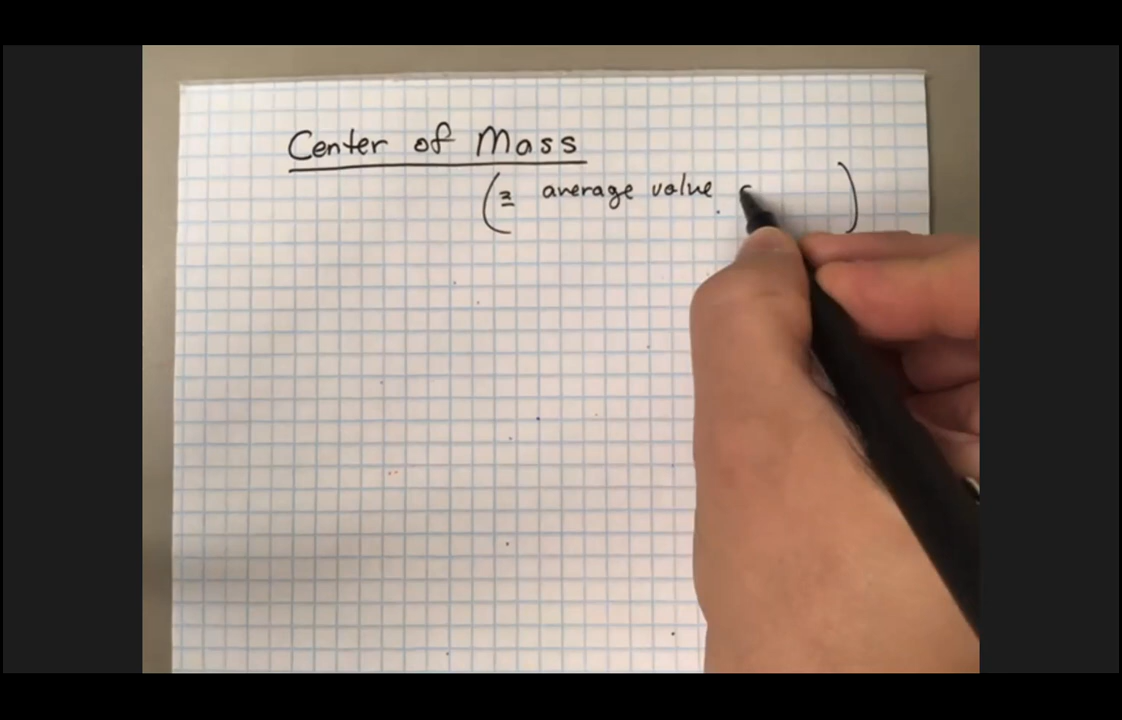 Center of Mass
(= average value )